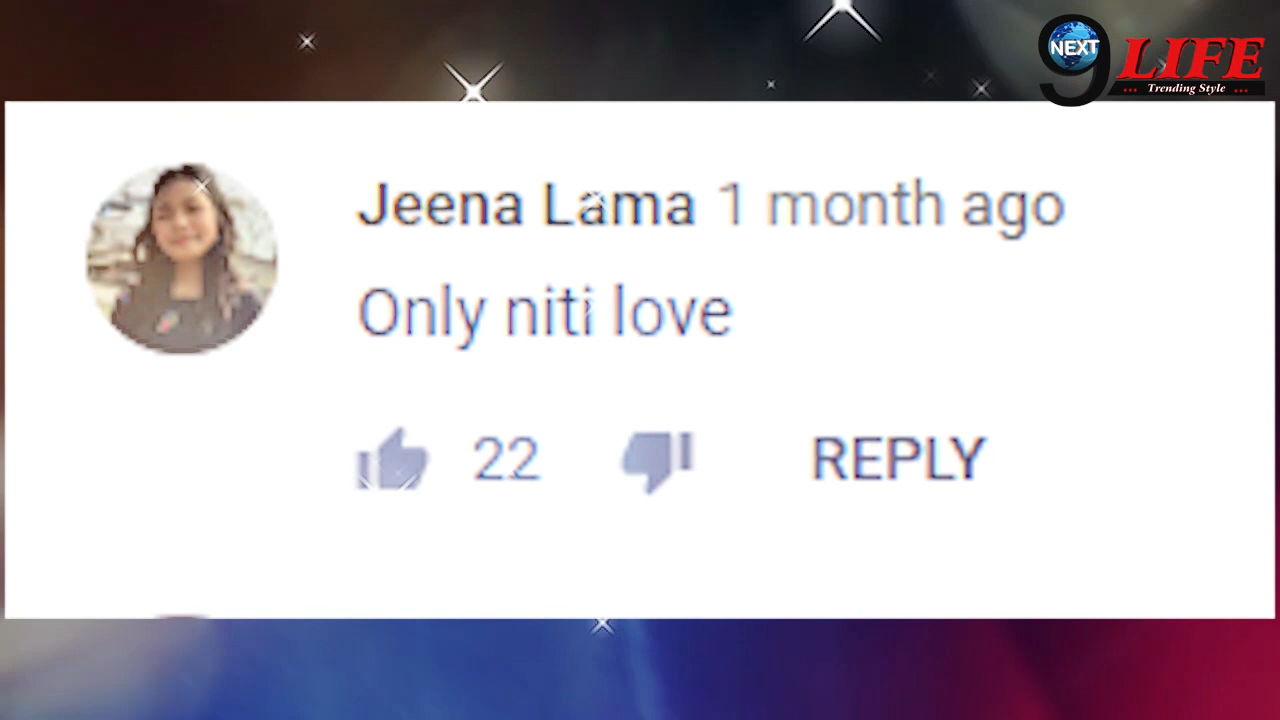 9 NEXT LIFE
... Trending Style ...
Jeena Lama 1 month ago
Only niti love
22 REPLY